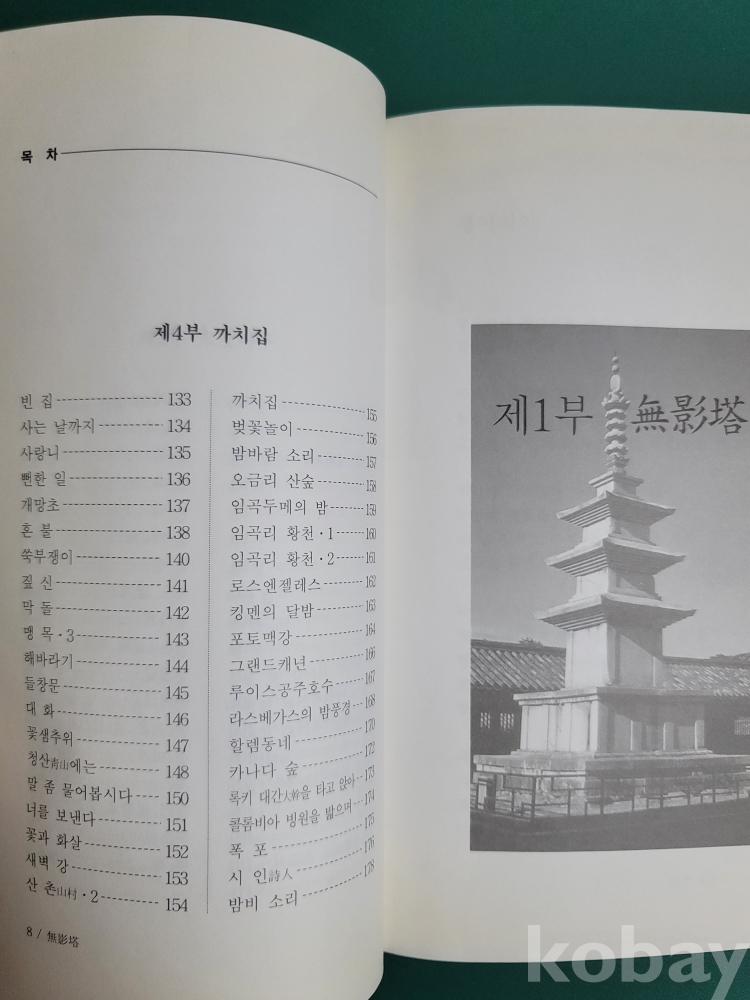 목 차
제4부 까치집
빈 집 133
사는 날까지 134
사랑니 135
뻔한 일 136
개망초 137
혼 불 138
쑥부쟁이 140
짚 신 141
막 돌 142
맹 목·3 143
해바라기 144
들창문 145
대 화 146
꽃샘추위 147
청산靑山에는 148
말 좀 물어봅시다 150
너를 보낸다 151
꽃과 화살 152
새벽 강 153
산 촌山村·2 154
까치집 155
벚꽃놀이 156
밤바람 소리 157
오금리 산숲 158
임곡두메의 밤 159
임곡리 황천·1 160
임곡리 황천·2 161
로스엔젤레스 162
킹멘의 달밤 163
포토맥강 164
그랜드캐년 166
루이스공주호수 167
라스베가스의 밤풍경 168
할렘동네 170
카나다 숲 172
록키 대간大幹을 타고 앉아 173
콜롬비아 빙원을 밟으며 174
폭 포 175
시 인詩人 176
밤비 소리 178
8 / 無影塔
제1부 無影塔
kobay